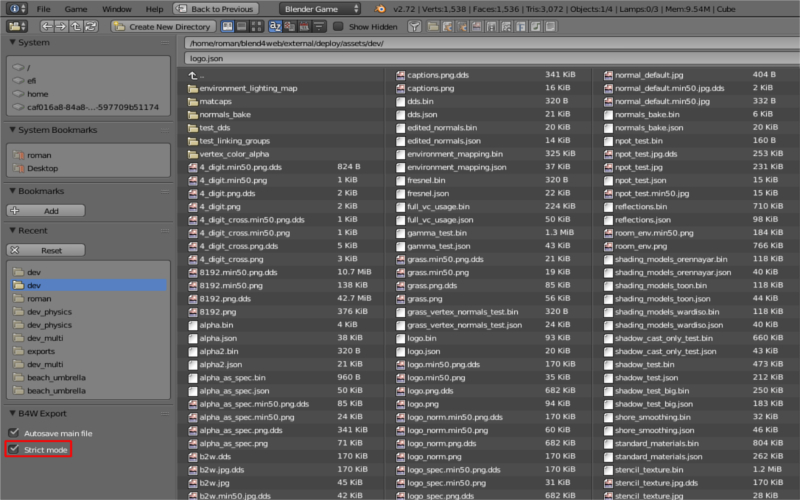 File Render Window Help Back to Previous Blender Game v2.72 | Verts:1.538 | Faces:1.536 | Tris:3,072 | Objects:1/4 | Lamps:0/3 | Mem:9.54M | Cube
Create New Directory Show Hidden
System
/
efi
home
caf016a8-84a8-...-597709b51174
System Bookmarks
roman
Desktop
Bookmarks
Add
Recent
Reset
dev
dev
roman
dev_physics
dev_physics
dev_multi
exports
dev_multi
beach_umbrella
beach_umbrella
B4W Export
Autosave main file
Strict mode
/home/roman/blend4web/external/deploy/assets/dev/
logo.json
..
environment_lighting_map
matcaps
normals_bake
test_dds
test_linking_groups
vertex_color_alpha
4_digit.min50.png.dds 824 B
4_digit.min50.png 1 KiB
4_digit.png.dds 2 KiB
4_digit.png 2 KiB
4_digit_cross.min50.png.dds 1 KiB
4_digit_cross.min50.png 1 KiB
4_digit_cross.png.dds 5 KiB
4_digit_cross.png 3 KiB
8192.min50.png.dds 10.7 MiB
8192.min50.png 138 KiB
8192.png.dds 42.7 MiB
8192.png 376 KiB
alpha.bin 4 KiB
alpha.json 38 KiB
alpha2.bin 320 B
alpha2.json 21 KiB
alpha_as_spec.bin 960 B
alpha_as_spec.json 50 KiB
alpha_as_spec.min50.png.dds 85 KiB
alpha_as_spec.min50.png 24 KiB
alpha_as_spec.png.dds 341 KiB
alpha_as_spec.png 71 KiB
b2w.dds 170 KiB
b2w.jpg.dds 170 KiB
b2w.jpg 45 KiB
b2w.min50.jpg.dds 42 KiB
captions.png.dds 341 KiB
captions.png 16 KiB
dds.bin 320 B
dds.json 21 KiB
edited_normals.bin 20 KiB
edited_normals.json 14 KiB
environment_mapping.bin 325 KiB
environment_mapping.json 37 KiB
fresnel.bin 320 B
fresnel.json 22 KiB
full_vc_usage.bin 224 KiB
full_vc_usage.json 50 KiB
gamma_test.bin 1.3 MiB
gamma_test.json 43 KiB
grass.min50.png.dds 21 KiB
grass.min50.png 19 KiB
grass.png.dds 85 KiB
grass.png 56 KiB
grass_vertex_normals_test.bin 320 B
grass_vertex_normals_test.json 24 KiB
logo.bin 93 KiB
logo.json 20 KiB
logo.min50.png.dds 170 KiB
logo.min50.png 35 KiB
logo.png.dds 682 KiB
logo.png 94 KiB
logo_norm.min50.png.dds 170 KiB
logo_norm.min50.png 60 KiB
logo_norm.png.dds 682 KiB
logo_norm.png 170 KiB
logo_spec.min50.png.dds 170 KiB
logo_spec.min50.png 34 KiB
logo_spec.png.dds 682 KiB
normal_default.jpg 404 B
normal_default.min50.jpg.dds 2 KiB
normal_default.min50.jpg 332 B
normals_bake.bin 6 KiB
normals_bake.json 20 KiB
npot_test.bin 160 B
npot_test.jpg.dds 253 KiB
npot_test.jpg 231 KiB
npot_test.json 15 KiB
npot_test.min50.jpg 15 KiB
reflections.bin 710 KiB
reflections.json 98 KiB
room_env.min50.png 184 KiB
room_env.png 766 KiB
shading_models_orennayar.bin 118 KiB
shading_models_orennayar.json 40 KiB
shading_models_toon.bin 118 KiB
shading_models_toon.json 44 KiB
shading_models_wardiso.bin 118 KiB
shading_models_wardiso.json 40 KiB
shadow_cast_only_test.bin 660 KiB
shadow_cast_only_test.json 43 KiB
shadow_test.bin 473 KiB
shadow_test.json 212 KiB
shadow_test_big.bin 250 KiB
shadow_test_big.json 183 KiB
shore_smoothing.bin 32 KiB
shore_smoothing.json 46 KiB
standard_materials.bin 804 KiB
standard_materials.json 262 KiB
stencil_texture.bin 1.2 MiB
stencil_texture.jpg 28 KiB